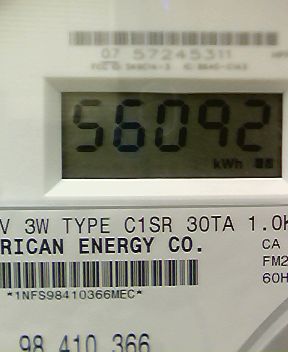 07 57245311
56092
kWh
V 3W TYPE C1SR 30TA 1.0K
RICAN ENERGY CO.
CA
FM2
60H
*1NFS98410366MEC*
98 410 366